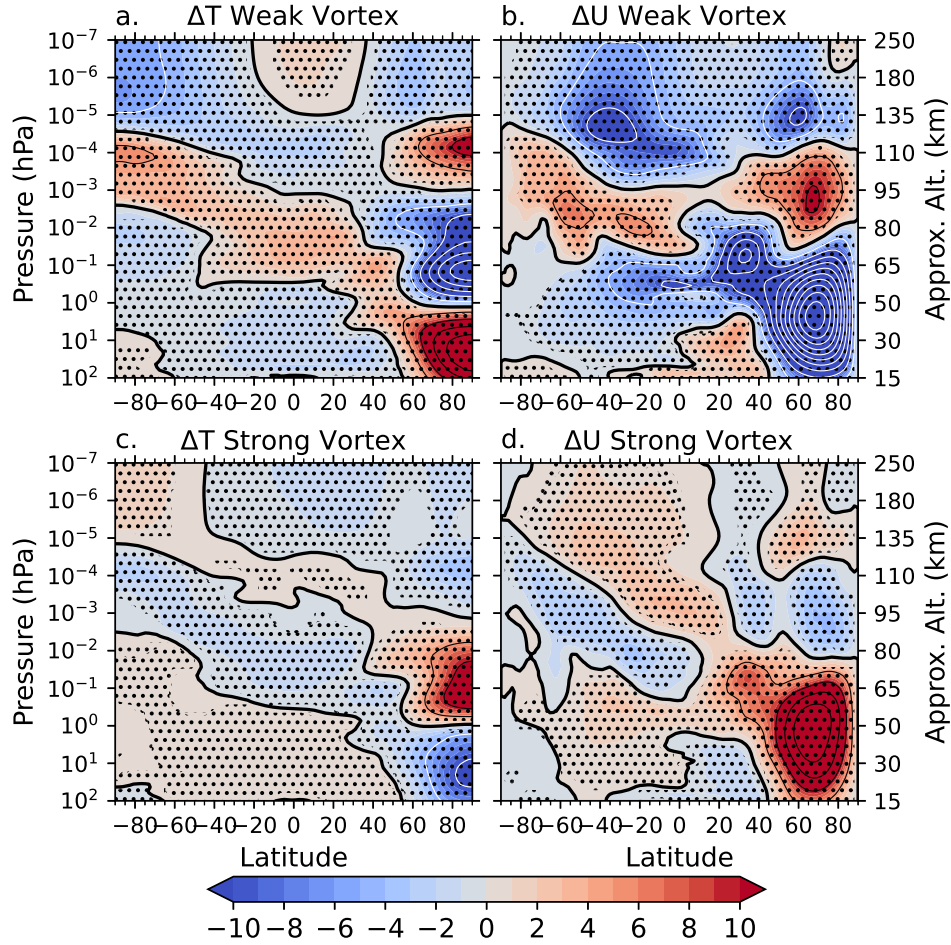 a. ΔT Weak Vortex
b. ΔU Weak Vortex
Pressure (hPa)
10⁻⁷
10⁻⁶
10⁻⁵
10⁻⁴
10⁻³
10⁻²
10⁻¹
10⁰
10¹
10²
−80 −60 −40 −20 0 20 40 60 80
−80 −60 −40 −20 0 20 40 60 80
250
180
135
110
95
80
65
50
30
15
Approx. Alt. (km)
c. ΔT Strong Vortex
d. ΔU Strong Vortex
Pressure (hPa)
10⁻⁷
10⁻⁶
10⁻⁵
10⁻⁴
10⁻³
10⁻²
10⁻¹
10⁰
10¹
10²
−80 −60 −40 −20 0 20 40 60 80
−80 −60 −40 −20 0 20 40 60 80
250
180
135
110
95
80
65
50
30
15
Approx. Alt. (km)
Latitude
Latitude
−10 −8 −6 −4 −2 0 2 4 6 8 10